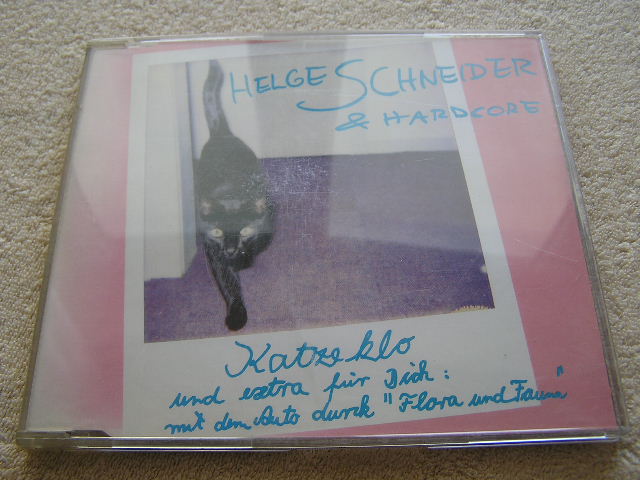 HELGE SCHNEIDER
& HARDCORE
Katzeklo
und extra für Dich:
mit dem Auto durch "Flora und Fauna"